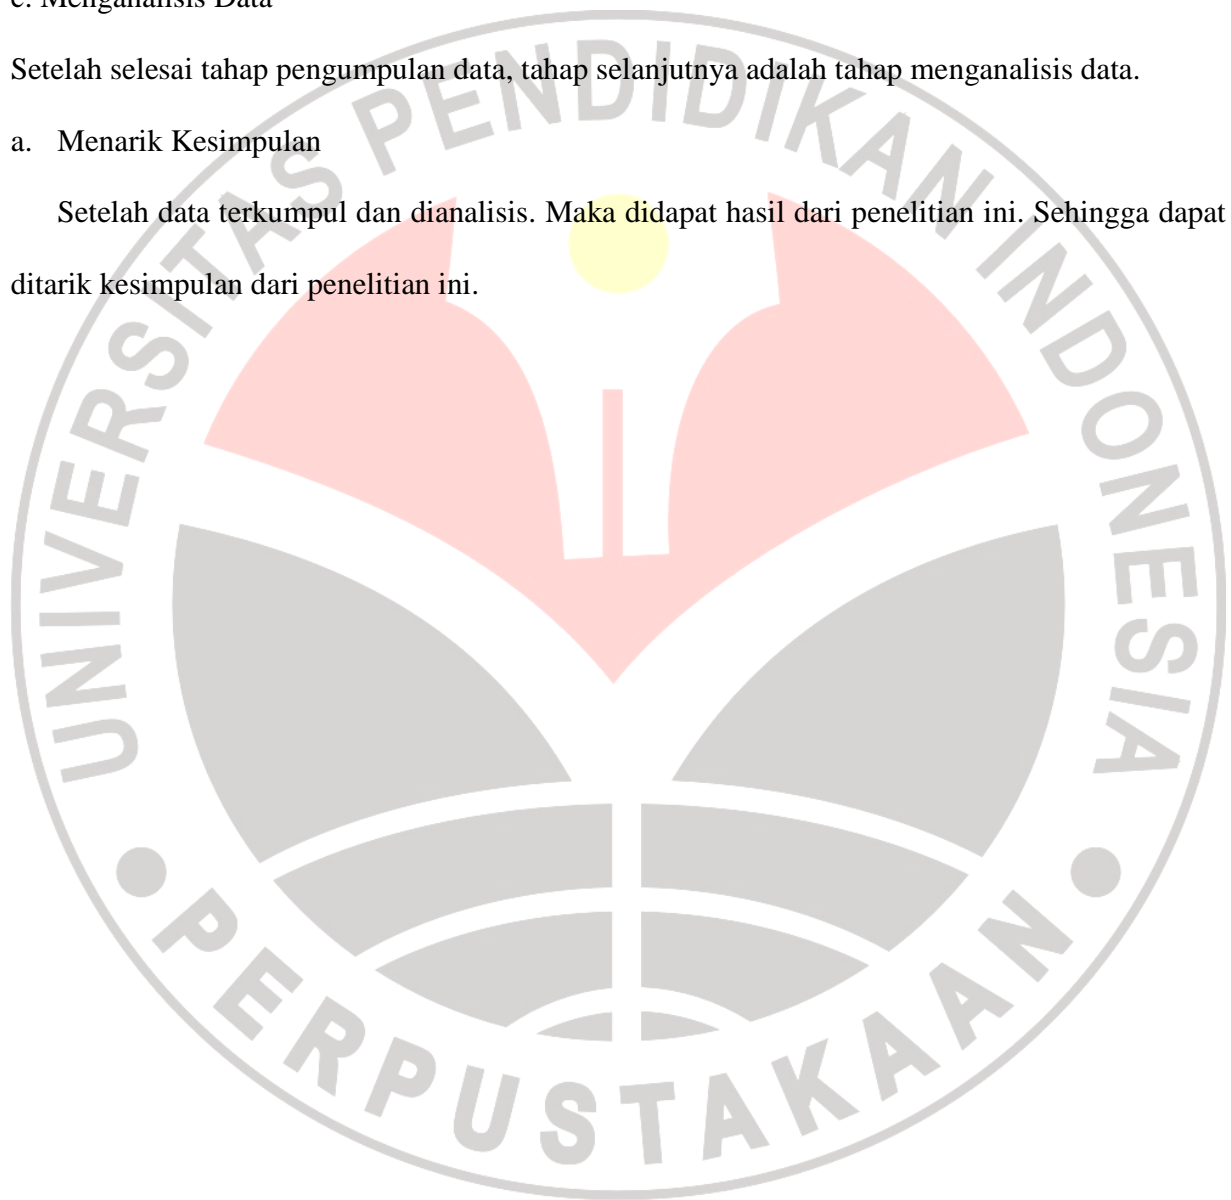 c. Menganalisis Data
Setelah selesai tahap pengumpulan data, tahap selanjutnya adalah tahap menganalisis data.
a. Menarik Kesimpulan
Setelah data terkumpul dan dianalisis. Maka didapat hasil dari penelitian ini. Sehingga dapat
ditarik kesimpulan dari penelitian ini.
UNIVERSITAS PENDIDIKAN INDONESIA
PERPUSTAKAAN